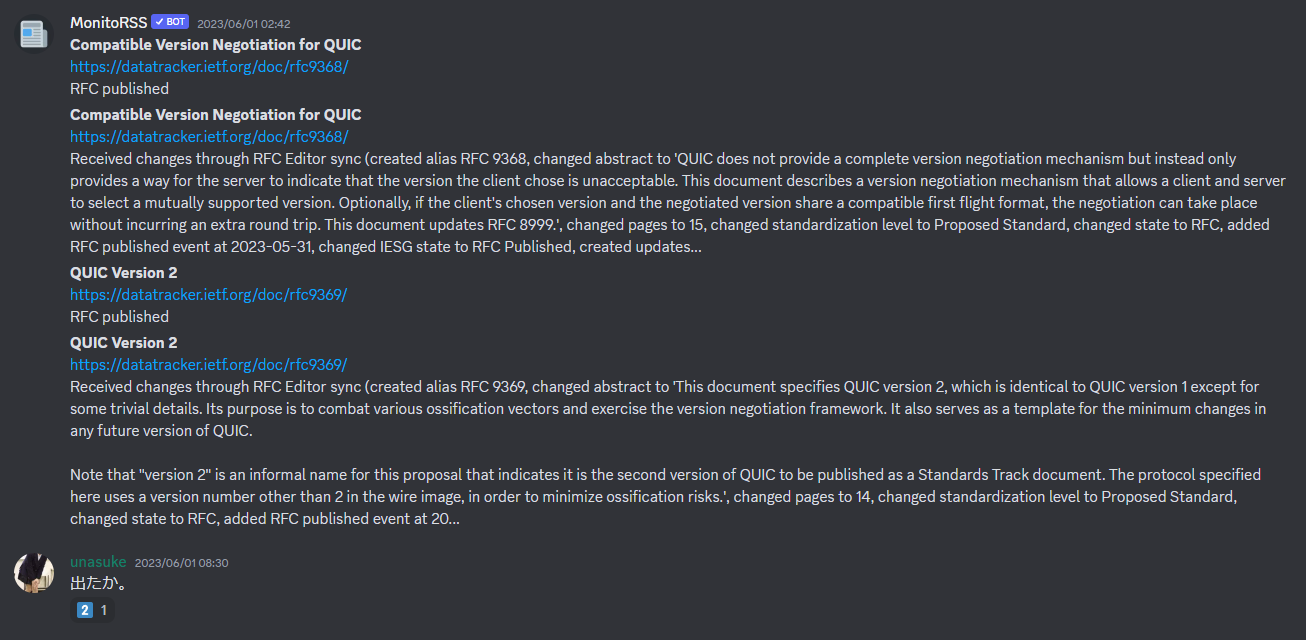 MonitoRSS ✓ BOT 2023/06/01 02:42
Compatible Version Negotiation for QUIC
https://datatracker.ietf.org/doc/rfc9368/
RFC published
Compatible Version Negotiation for QUIC
https://datatracker.ietf.org/doc/rfc9368/
Received changes through RFC Editor sync (created alias RFC 9368, changed abstract to 'QUIC does not provide a complete version negotiation mechanism but instead only
provides a way for the server to indicate that the version the client chose is unacceptable. This document describes a version negotiation mechanism that allows a client and server
to select a mutually supported version. Optionally, if the client's chosen version and the negotiated version share a compatible first flight format, the negotiation can take place
without incurring an extra round trip. This document updates RFC 8999.', changed pages to 15, changed standardization level to Proposed Standard, changed state to RFC, added
RFC published event at 2023-05-31, changed IESG state to RFC Published, created updates...
QUIC Version 2
https://datatracker.ietf.org/doc/rfc9369/
RFC published
QUIC Version 2
https://datatracker.ietf.org/doc/rfc9369/
Received changes through RFC Editor sync (created alias RFC 9369, changed abstract to 'This document specifies QUIC version 2, which is identical to QUIC version 1 except for
some trivial details. Its purpose is to combat various ossification vectors and exercise the version negotiation framework. It also serves as a template for the minimum changes in
any future version of QUIC.
Note that "version 2" is an informal name for this proposal that indicates it is the second version of QUIC to be published as a Standards Track document. The protocol specified
here uses a version number other than 2 in the wire image, in order to minimize ossification risks.', changed pages to 14, changed standardization level to Proposed Standard,
changed state to RFC, added RFC published event at 20...
unasuke 2023/06/01 08:30
出たか。
2 1